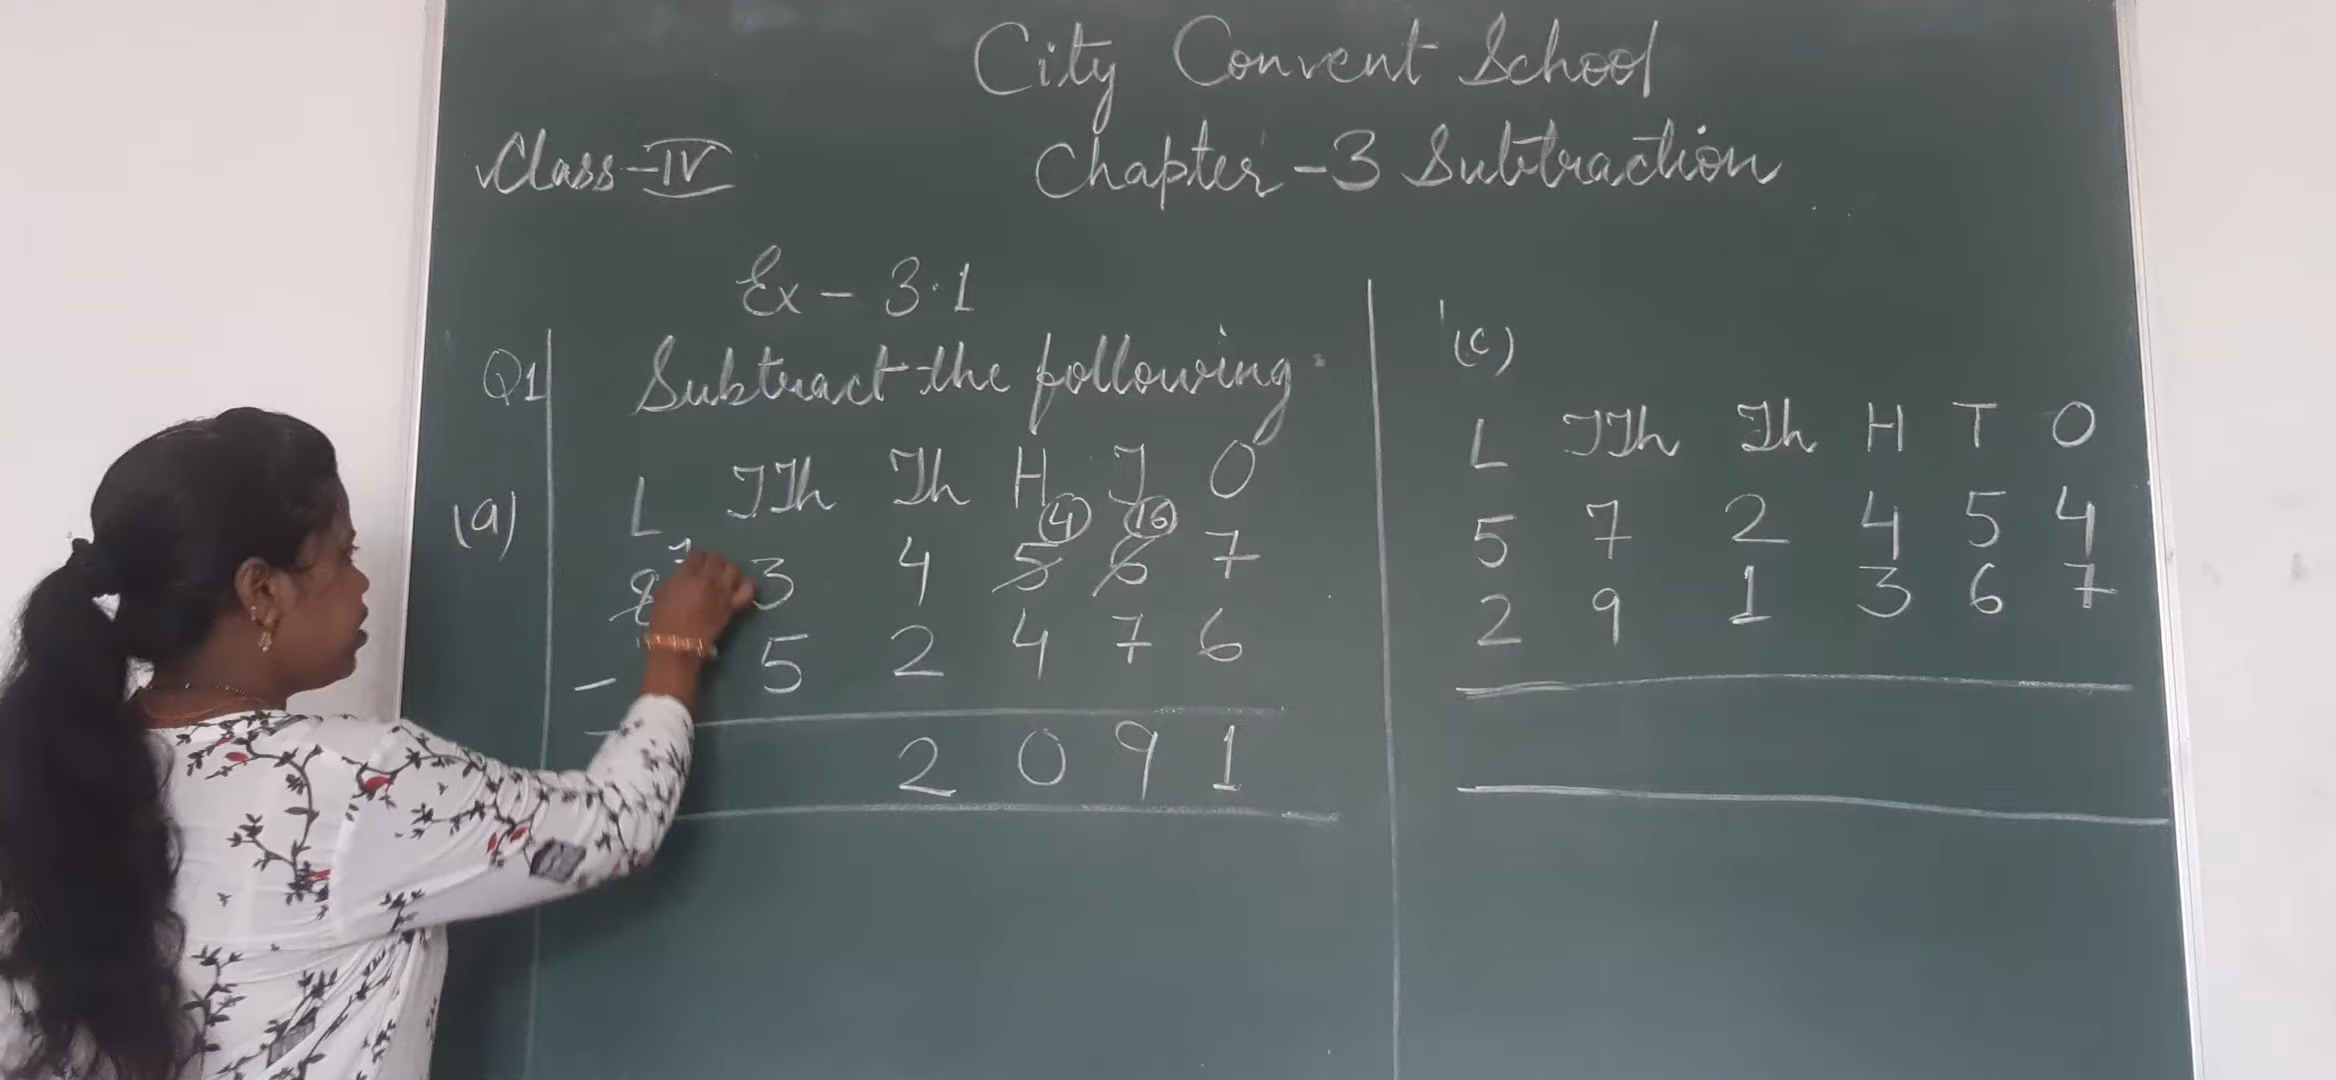 City Convent School
Class-IV
Chapter-3 Subtraction
Ex-3.1
Q1 Subtract the following.
(a)
L TTh Th H T O
4 16
8 3 4 5 6 7
- 5 2 4 7 6
2 0 9 1
(c)
L TTh Th H T O
5 7 2 4 5 4
2 9 1 3 6 7